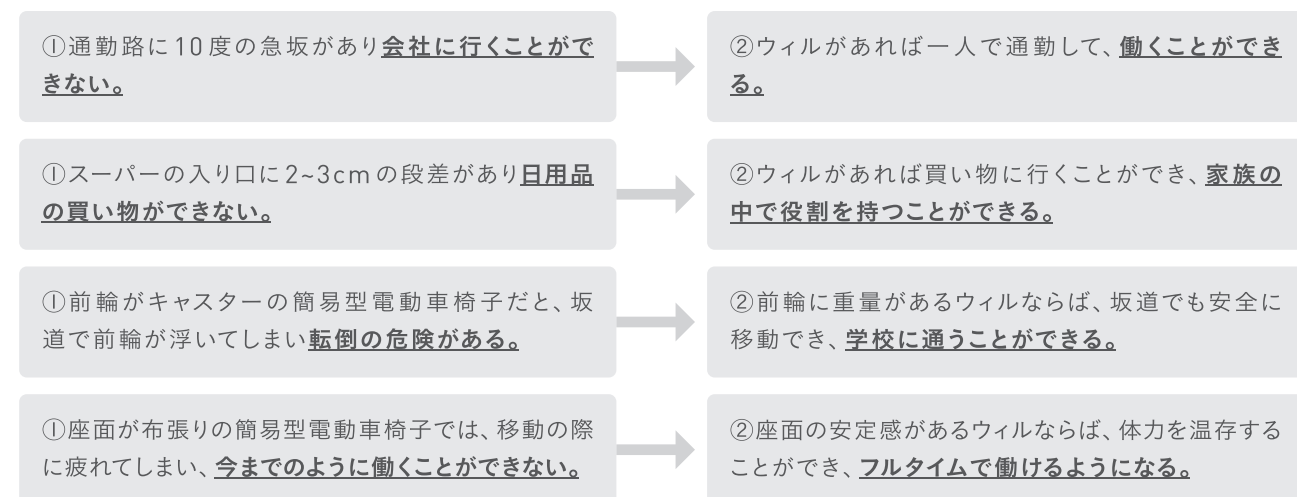 ①通勤路に10度の急坂があり会社に行くことがで
きない。
②ウィルがあれば一人で通勤して、働くことができ
る。
①スーパーの入り口に2~3cmの段差があり日用品
の買い物ができない。
②ウィルがあれば買い物に行くことができ、家族の
中で役割を持つことができる。
①前輪がキャスターの簡易型電動車椅子だと、坂
道で前輪が浮いてしまい転倒の危険がある。
②前輪に重量があるウィルならば、坂道でも安全に
移動でき、学校に通うことができる。
①座面が布張りの簡易型電動車椅子では、移動の際
に疲れてしまい、今までのように働くことができない。
②座面の安定感があるウィルならば、体力を温存する
ことができ、フルタイムで働けるようになる。